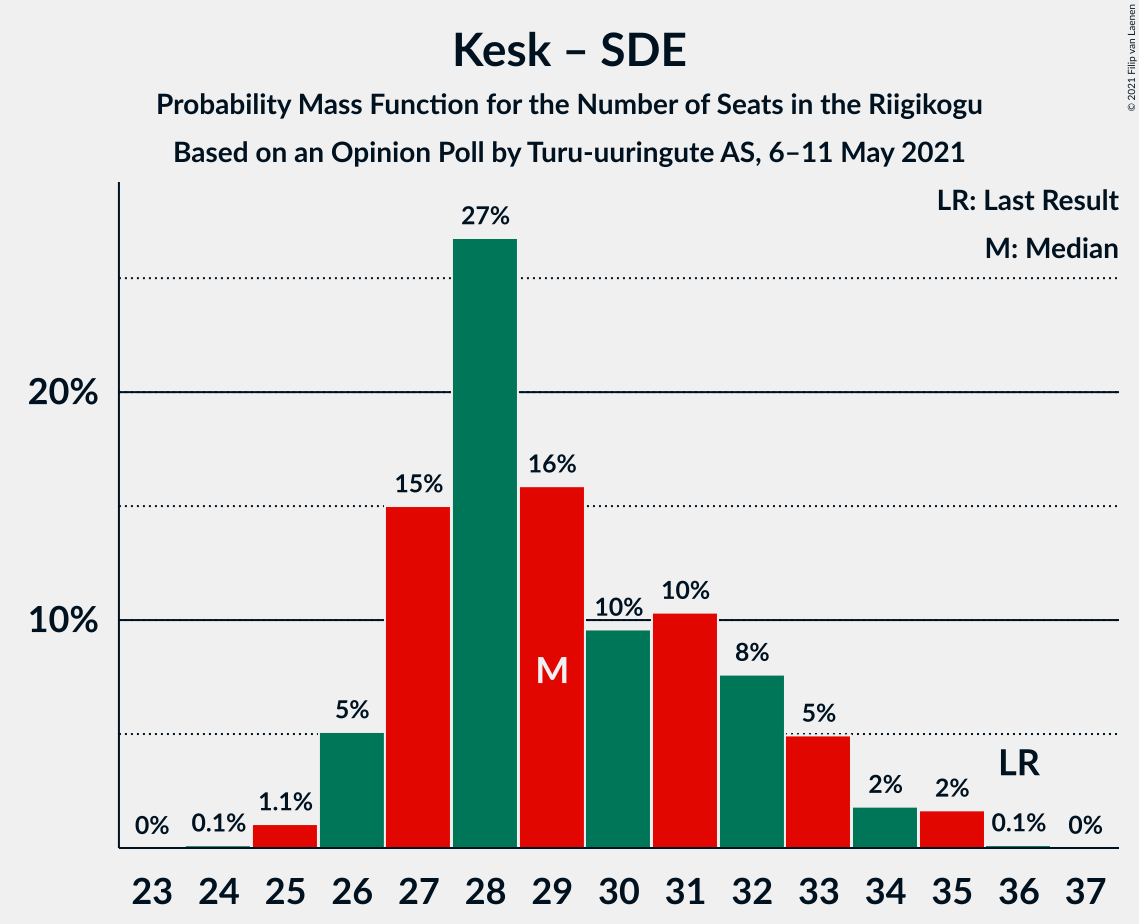 Kesk – SDE
Probability Mass Function for the Number of Seats in the Riigikogu
Based on an Opinion Poll by Turu-uuringute AS, 6–11 May 2021
© 2021 Filip van Laenen
LR: Last Result
M: Median
27%
20%
16%
15%
10%
10%
10%
8%
M
5%
5%
LR
2%
2%
1.1%
0%
0.1%
0.1%
0%
23 24 25 26 27 28 29 30 31 32 33 34 35 36 37